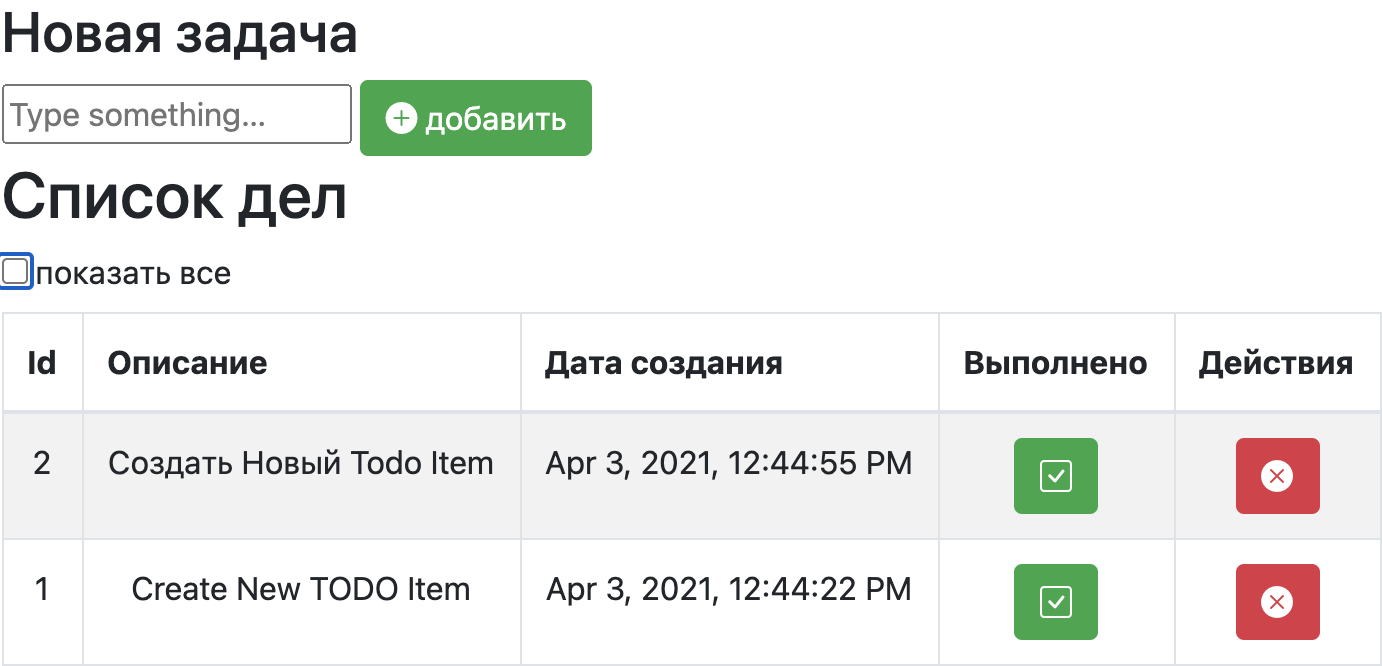 Новая задача
Type something...
добавить
Список дел
показать все
Id Описание Дата создания Выполнено Действия
2 Создать Новый Todo Item Apr 3, 2021, 12:44:55 PM
1 Create New TODO Item Apr 3, 2021, 12:44:22 PM